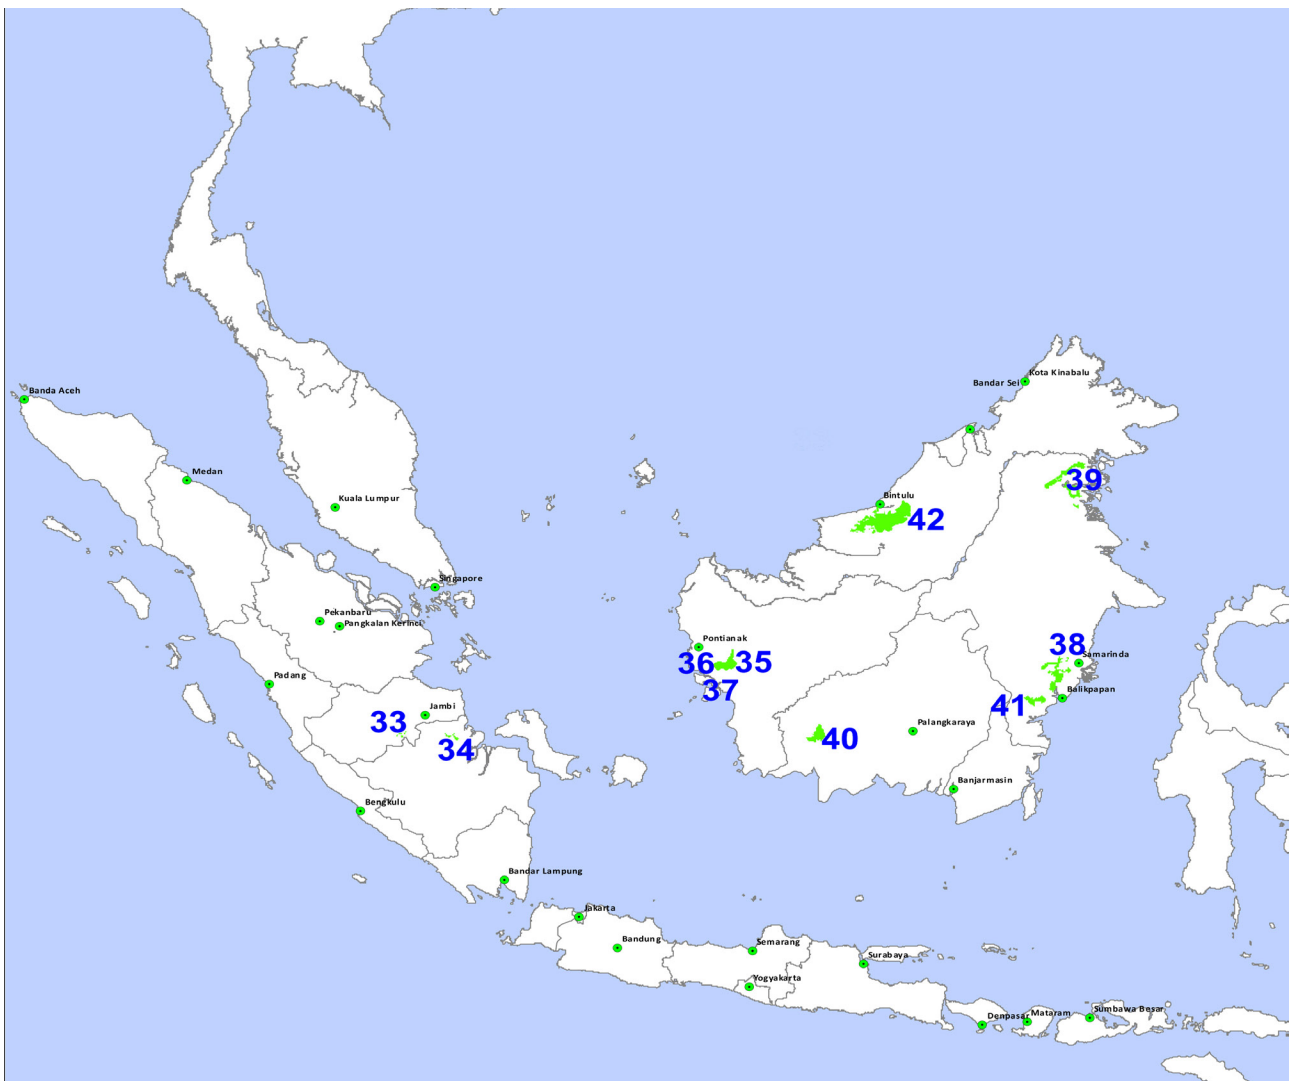 Kota Kinabalu
Bandar Sei
Banda Aceh
Medan
39
Kuala Lumpur
Bintulu
42
Singapore
Pekanbaru
Pangkalan Kerinci
Pontianak
38
36
35
Samarinda
Padang
37
Balikpapan
41
33
Jambi
34
40
Palangkaraya
Banjarmasin
Bengkulu
Bandar Lampung
Jakarta
Bandung
Semarang
Surabaya
Yogyakarta
Denpasar
Mataram
Sumbawa Besar